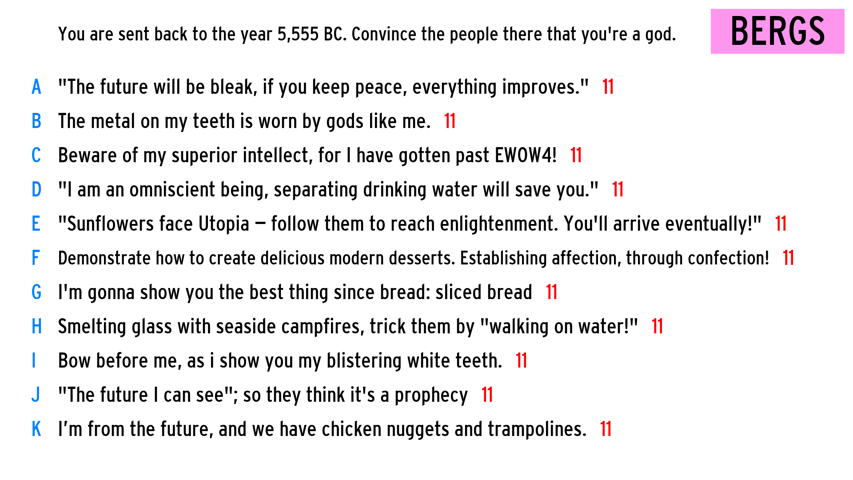 You are sent back to the year 5,555 BC. Convince the people there that you're a god.
BERGS
A "The future will be bleak, if you keep peace, everything improves." 11
B The metal on my teeth is worn by gods like me. 11
C Beware of my superior intellect, for I have gotten past EWOW4! 11
D "I am an omniscient being, separating drinking water will save you." 11
E "Sunflowers face Utopia – follow them to reach enlightenment. You'll arrive eventually!" 11
F Demonstrate how to create delicious modern desserts. Establishing affection, through confection! 11
G I'm gonna show you the best thing since bread: sliced bread 11
H Smelting glass with seaside campfires, trick them by "walking on water!" 11
I Bow before me, as i show you my blistering white teeth. 11
J "The future I can see"; so they think it's a prophecy 11
K I’m from the future, and we have chicken nuggets and trampolines. 11